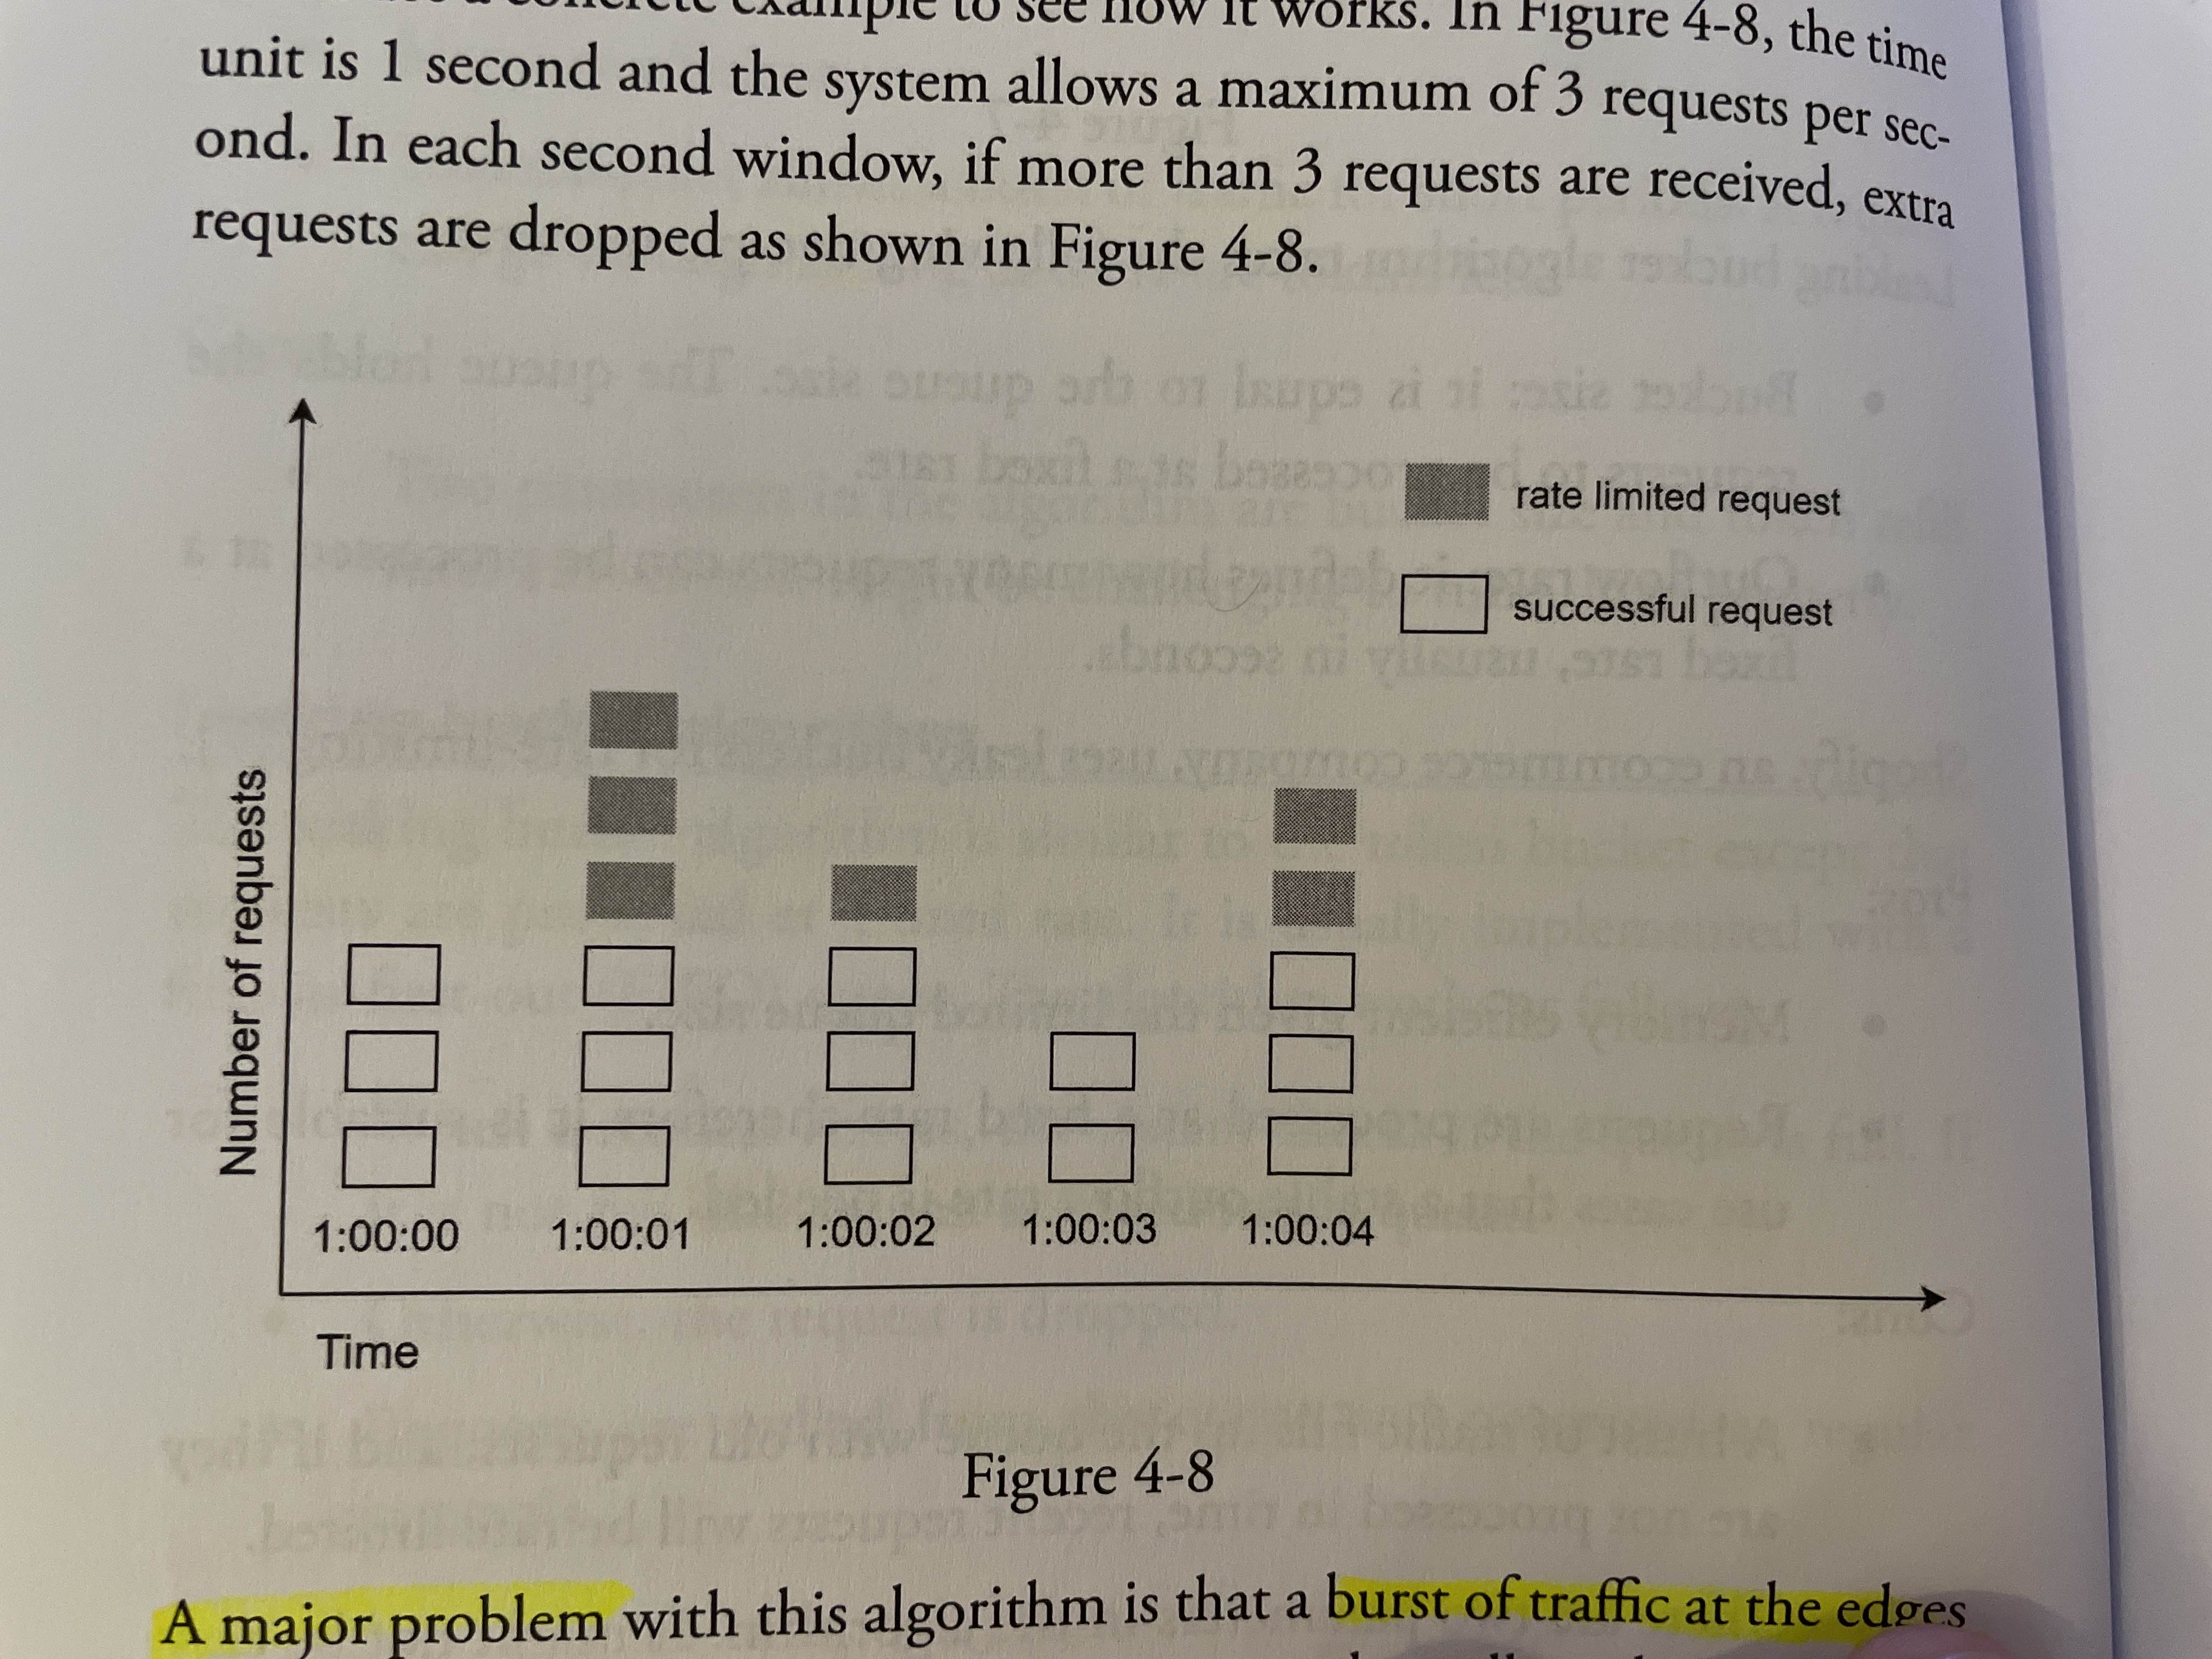 concrete example to see how it works. In Figure 4-8, the time
unit is 1 second and the system allows a maximum of 3 requests per sec-
ond. In each second window, if more than 3 requests are received, extra
requests are dropped as shown in Figure 4-8.
rate limited request
successful request
Number of requests
1:00:00 1:00:01 1:00:02 1:00:03 1:00:04
Time
Figure 4-8
A major problem with this algorithm is that a burst of traffic at the edges